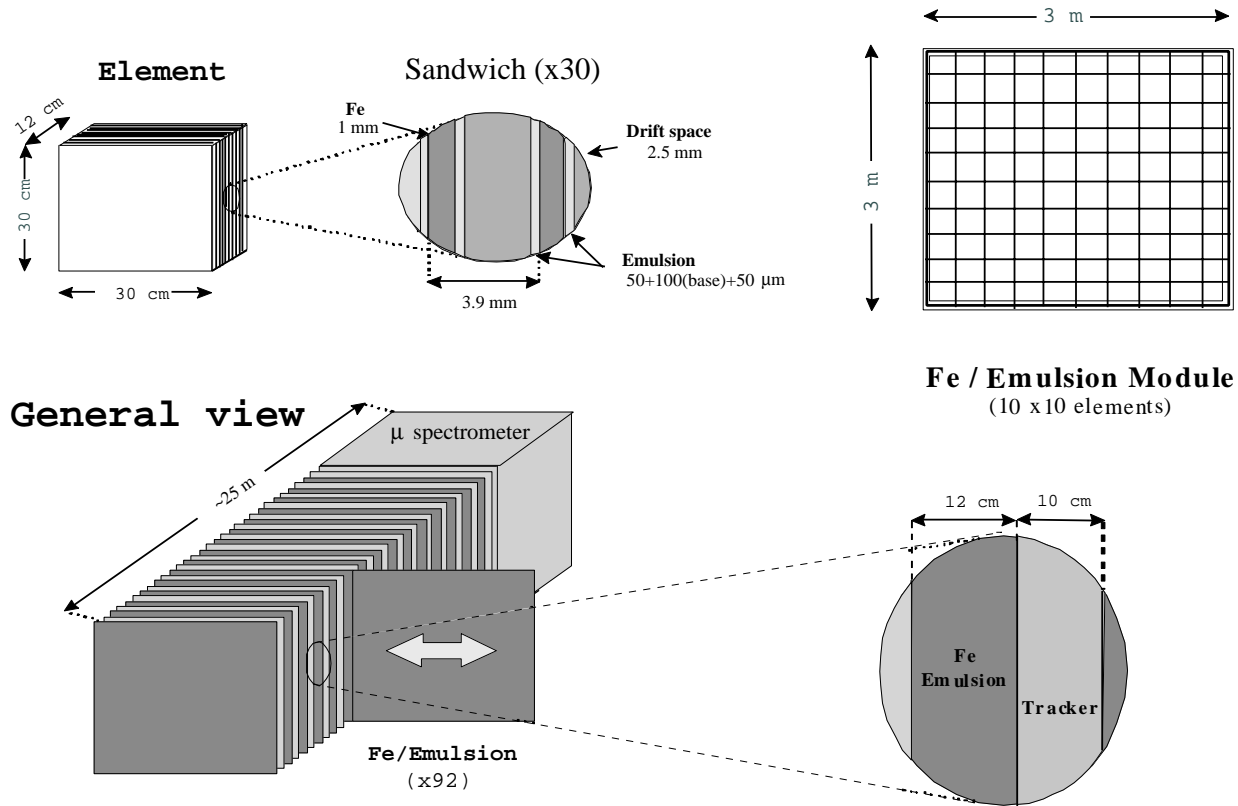 Element
12 cm
30 cm
30 cm
Sandwich (x30)
Fe
1 mm
Drift space
2.5 mm
Emulsion
50+100(base)+50 μm
3.9 mm
3 m
3 m
Fe / Emulsion Module
(10 x10 elements)
General view
~25 m
μ spectrometer
Fe/Emulsion
(x92)
12 cm
10 cm
Fe
Emulsion
Tracker